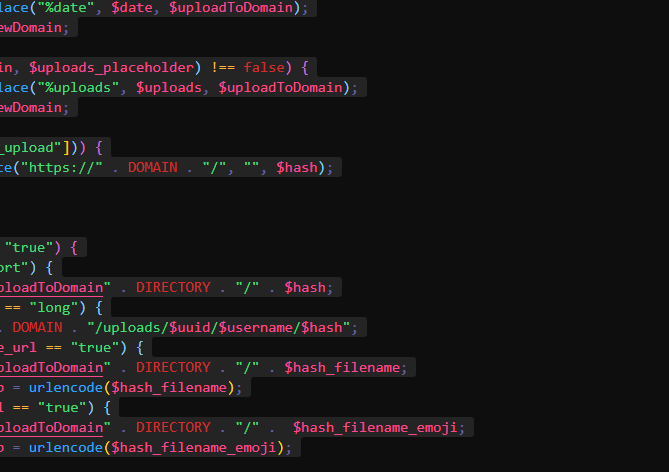 lace("%date", $date, $uploadToDomain);
ewDomain;
in, $uploads_placeholder) !== false) {
lace("%uploads", $uploads, $uploadToDomain);
ewDomain;
_upload"])) {
te("https://" . DOMAIN . "/", "", $hash);
"true") {
ort") {
ploadToDomain" . DIRECTORY . "/" . $hash;
== "long") {
. DOMAIN . "/uploads/$uuid/$username/$hash";
e_url == "true") {
ploadToDomain" . DIRECTORY . "/" . $hash_filename;
p = urlencode($hash_filename);
l == "true") {
ploadToDomain" . DIRECTORY . "/" .  $hash_filename_emoji;
p = urlencode($hash_filename_emoji);